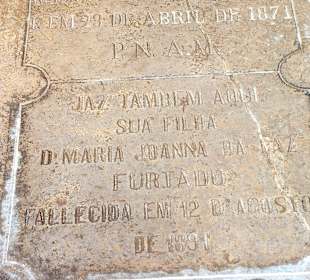 E EM 29 DE ABRIL DE 1871
P. N. A. M.
JAZ TAMBEM AQUI
SUA FILHA
D. MARIA JOANNA DA PAZ
FURTADO
FALLECIDA EM 12 D'AGOSTO
DE 1891